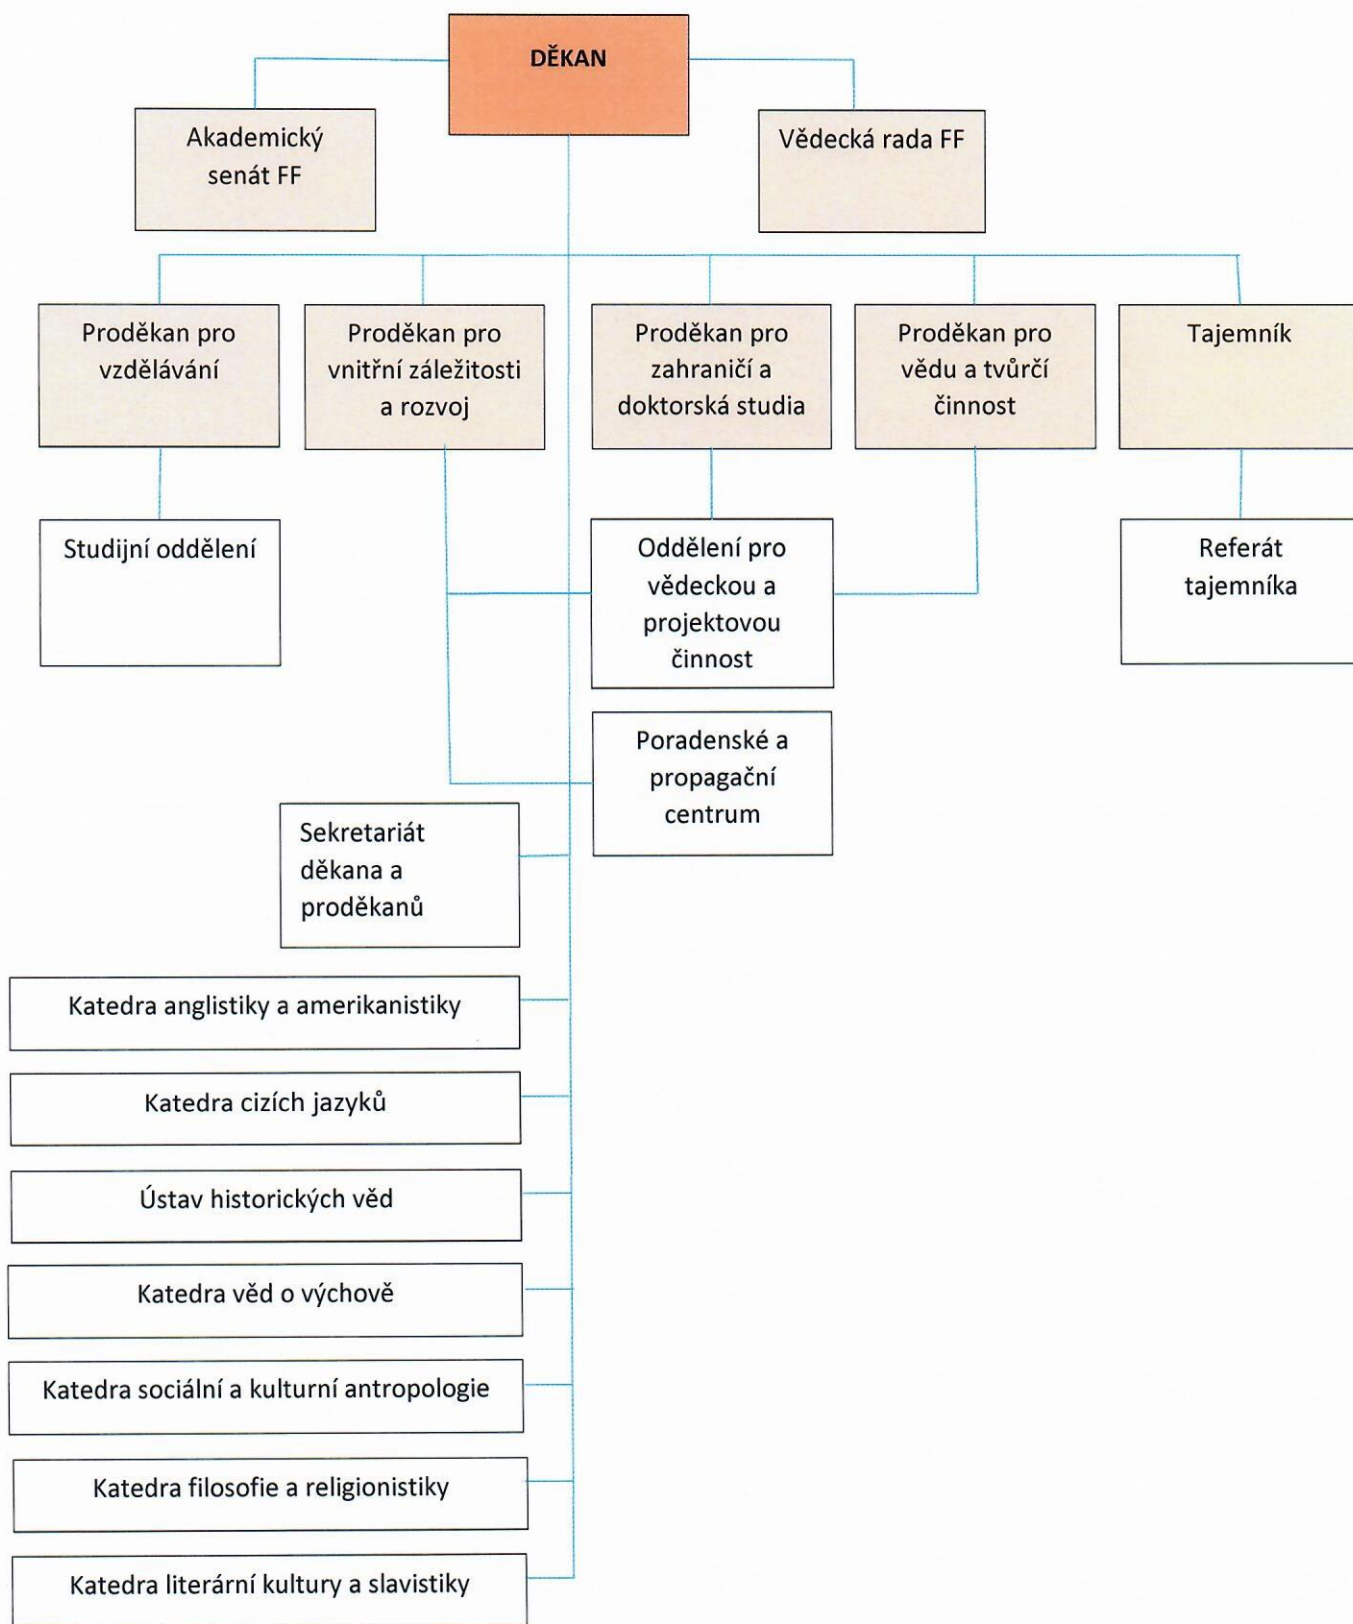 DĚKAN
Akademický
senát FF
Vědecká rada FF
Proděkan pro
vzdělávání
Proděkan pro
vnitřní záležitosti
a rozvoj
Proděkan pro
zahraničí a
doktorská studia
Proděkan pro
vědu a tvůrčí
činnost
Tajemník
Studijní oddělení
Oddělení pro
vědeckou a
projektovou
činnost
Referát
tajemníka
Poradenské a
propagační
centrum
Sekretariát
děkana a
proděkanů
Katedra anglistiky a amerikanistiky
Katedra cizích jazyků
Ústav historických věd
Katedra věd o výchově
Katedra sociální a kulturní antropologie
Katedra filosofie a religionistiky
Katedra literární kultury a slavistiky